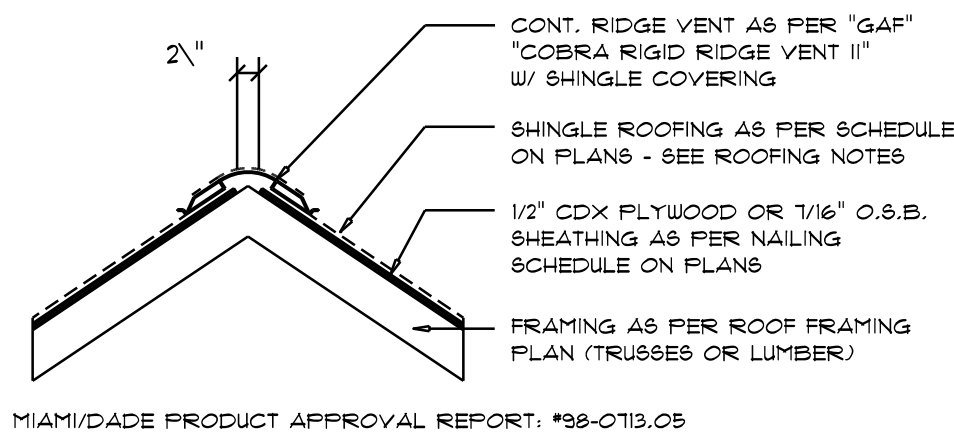 2\"
CONT. RIDGE VENT AS PER "GAF"
"COBRA RIGID RIDGE VENT II"
W/ SHINGLE COVERING
SHINGLE ROOFING AS PER SCHEDULE
ON PLANS - SEE ROOFING NOTES
1/2" CDX PLYWOOD OR 7/16" O.S.B.
SHEATHING AS PER NAILING
SCHEDULE ON PLANS
FRAMING AS PER ROOF FRAMING
PLAN (TRUSSES OR LUMBER)
MIAMI/DADE PRODUCT APPROVAL REPORT: #98-0713.05